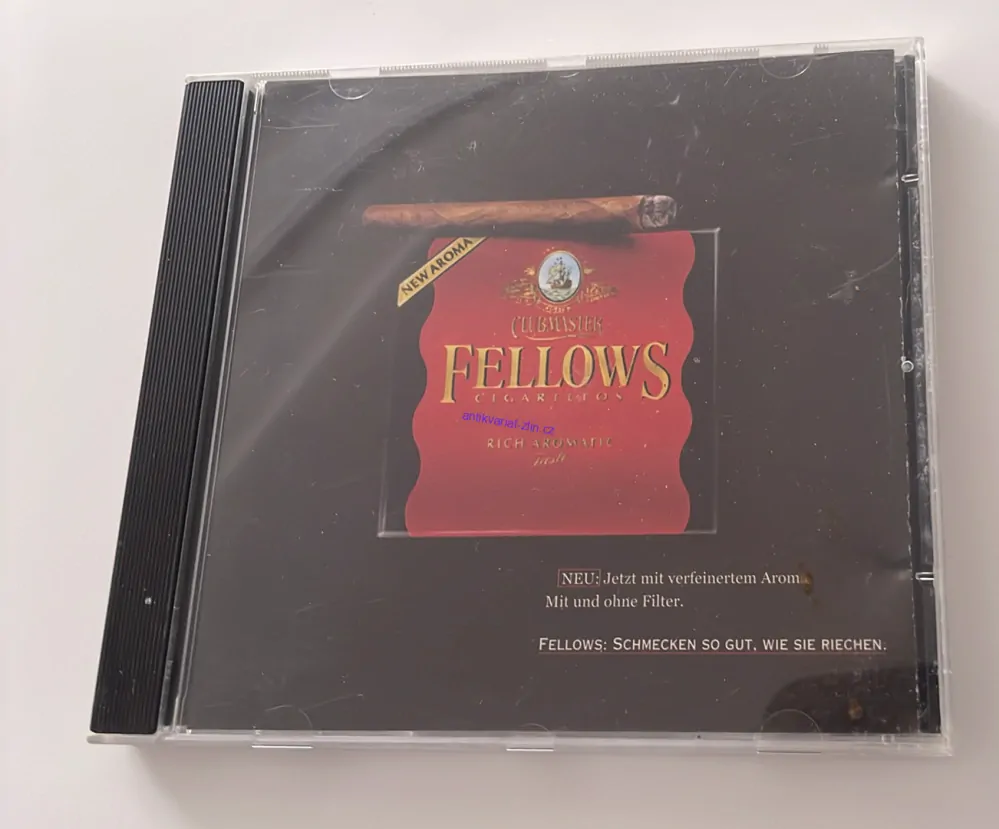 NEW AROMA
CLUBMASTER
FELLOWS
CIGARILLOS
antikvariat-zlin.cz
RICH AROMATIC
Taste
NEU: Jetzt mit verfeinertem Arom
Mit und ohne Filter.
FELLOWS: SCHMECKEN SO GUT, WIE SIE RIECHEN.